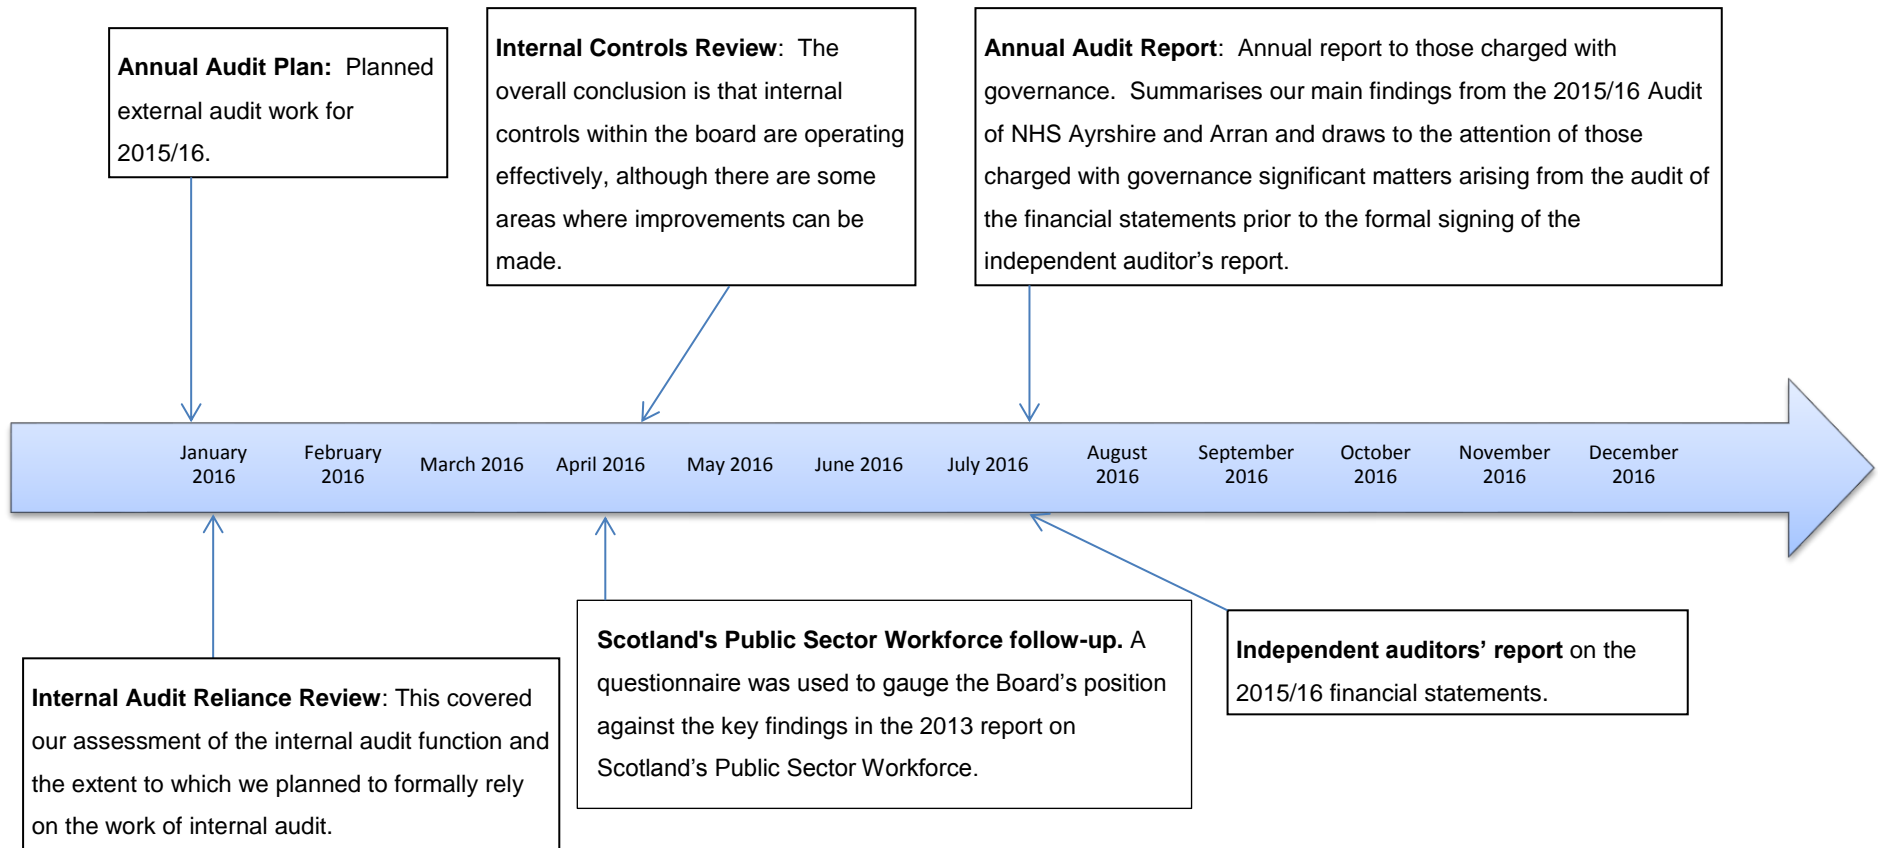 Annual Audit Plan: Planned
external audit work for
2015/16.
Internal Controls Review: The
overall conclusion is that internal
controls within the board are operating
effectively, although there are some
areas where improvements can be
made.
Annual Audit Report: Annual report to those charged with
governance. Summarises our main findings from the 2015/16 Audit
of NHS Ayrshire and Arran and draws to the attention of those
charged with governance significant matters arising from the audit of
the financial statements prior to the formal signing of the
independent auditor’s report.
January
2016
February
2016
March 2016
April 2016
May 2016
June 2016
July 2016
August
2016
September
2016
October
2016
November
2016
December
2016
Internal Audit Reliance Review: This covered
our assessment of the internal audit function and
the extent to which we planned to formally rely
on the work of internal audit.
Scotland's Public Sector Workforce follow-up. A
questionnaire was used to gauge the Board’s position
against the key findings in the 2013 report on
Scotland’s Public Sector Workforce.
Independent auditors’ report on the
2015/16 financial statements.